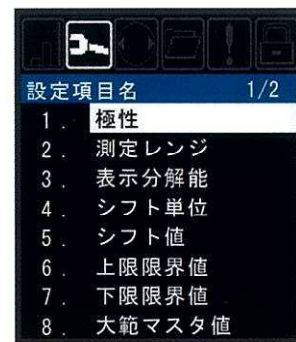 設定項目名 1/2
1. 極性
2. 測定レンジ
3. 表示分解能
4. シフト単位
5. シフト値
6. 上限限界値
7. 下限限界値
8. 大範マスタ値